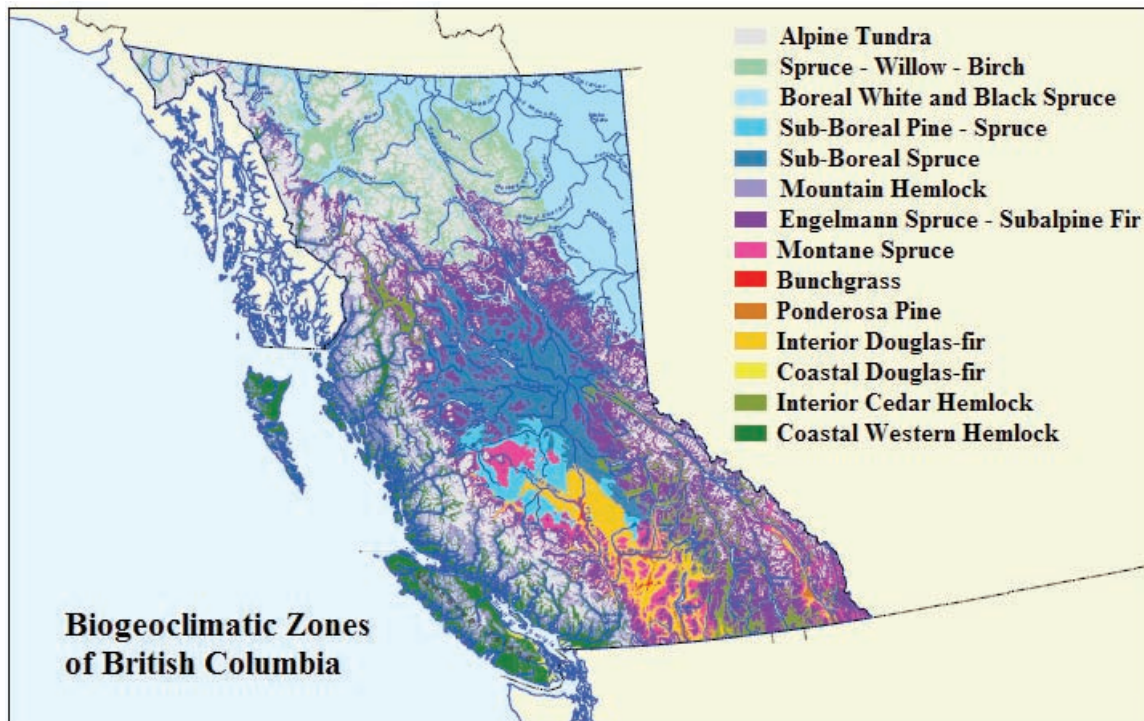 Alpine Tundra
Spruce - Willow - Birch
Boreal White and Black Spruce
Sub-Boreal Pine - Spruce
Sub-Boreal Spruce
Mountain Hemlock
Engelmann Spruce - Subalpine Fir
Montane Spruce
Bunchgrass
Ponderosa Pine
Interior Douglas-fir
Coastal Douglas-fir
Interior Cedar Hemlock
Coastal Western Hemlock
Biogeoclimatic Zones
of British Columbia